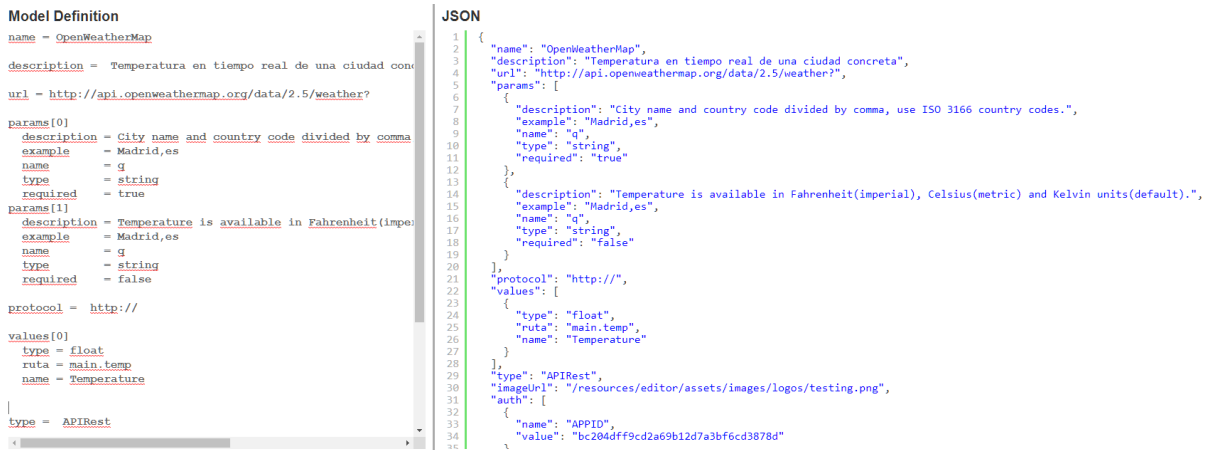 Model Definition
name = OpenWeatherMap
description =  Temperatura en tiempo real de una ciudad
url = http://api.openweathermap.org/data/2.5/weather?
params[0]
  description = City name and country code divided by comma
  example     = Madrid,es
  name        = q
  type        = string
  required    = true
params[1]
  description = Temperature is available in
  example     = Madrid,es
  name        = q
  type        = string
  required    = false
protocol =  http://
values[0]
  type = float
  ruta = main.temp
  name = Temperature
type =  APIRest
JSON
1 {
2   "name": "OpenWeatherMap",
3   "description": "Temperatura en tiempo real de una ciudad concreta",
4   "url": "http://api.openweathermap.org/data/2.5/weather?",
5   "params": [
6     {
7       "description": "City name and country code divided by comma, use ISO 3166 country codes.",
8       "example": "Madrid,es",
9       "name": "q",
10       "type": "string",
11       "required": "true"
12     },
13     {
14       "description": "Temperature is available in Fahrenheit(imperial), Celsius(metric) and Kelvin units(default).",
15       "example": "Madrid,es",
16       "name": "q",
17       "type": "string",
18       "required": "false"
19     }
20   ],
21   "protocol": "http://",
22   "values": [
23     {
24       "type": "float",
25       "ruta": "main.temp",
26       "name": "Temperature"
27     }
28   ],
29   "type": "APIRest",
30   "imageUrl": "/resources/editor/assets/images/logos/testing.png",
31   "auth": [
32     {
33       "name": "APPID",
34       "value": "bc204dff9cd2a69b12d7a3bf6cd3878d"
35     }